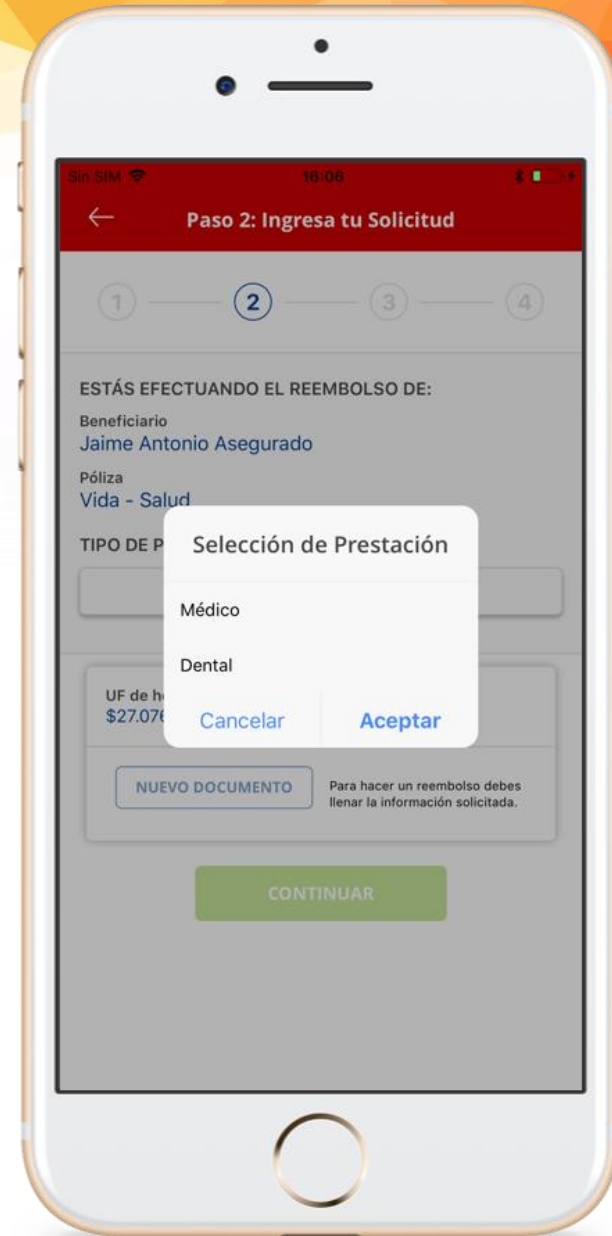 Sin SIM 16:06
Paso 2: Ingresa tu Solicitud
1 2 3 4
ESTÁS EFECTUANDO EL REEMBOLSO DE:
Beneficiario
Jaime Antonio Asegurado
Póliza
Vida - Salud
TIPO DE P
Selección de Prestación
Médico
Dental
Cancelar Aceptar
UF de h
$27.076
NUEVO DOCUMENTO
Para hacer un reembolso debes
llenar la información solicitada.
CONTINUAR